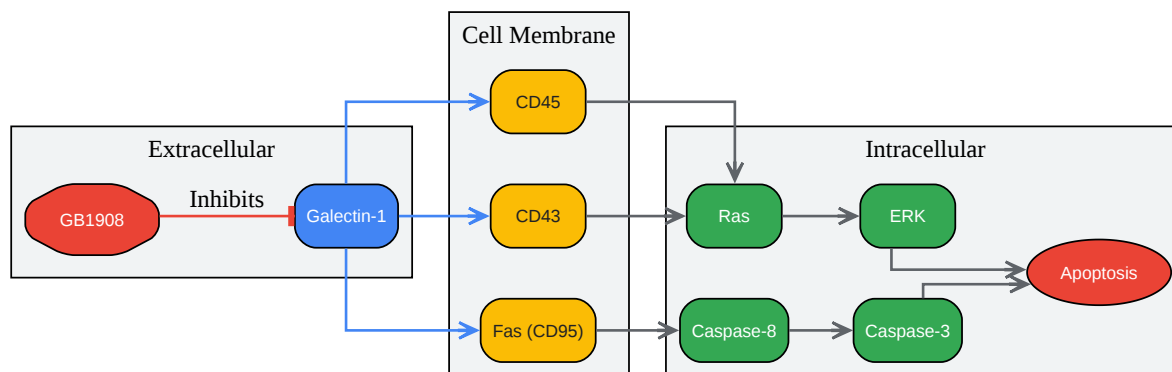 Cell Membrane
CD45
Extracellular
Intracellular
GB1908
Inhibits
Galectin-1
CD43
Ras
ERK
Apoptosis
Fas (CD95)
Caspase-8
Caspase-3